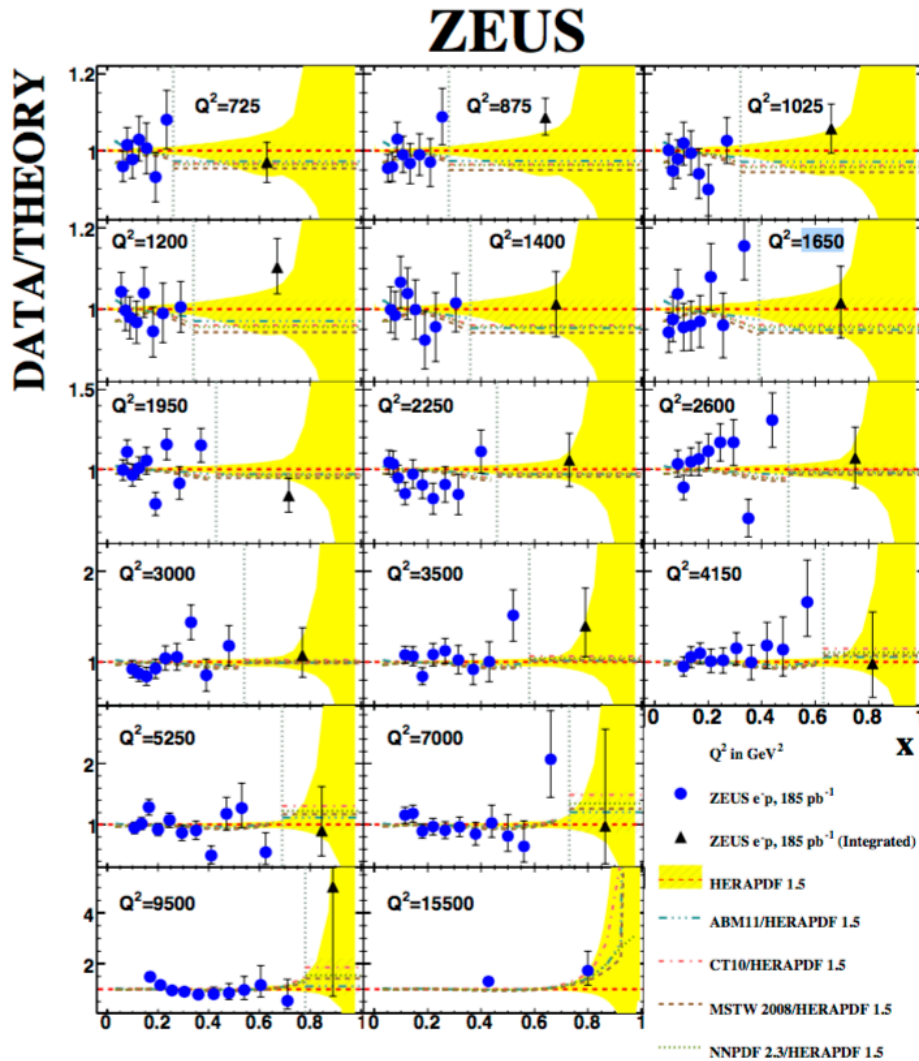 ZEUS
DATA/THEORY
1.2
1
Q²=725
Q²=875
Q²=1025
1.2
1
Q²=1200
Q²=1400
Q²=1650
1.5
1
Q²=1950
Q²=2250
Q²=2600
2
1
Q²=3000
Q²=3500
Q²=4150
2
1
Q²=5250
Q²=7000
0 0.2 0.4 0.6 0.8 1
x
4
2
Q²=9500
Q²=15500
0 0.2 0.4 0.6 0.8 1 0 0.2 0.4 0.6 0.8 1
Q² in GeV²
ZEUS e⁻p, 185 pb⁻¹
ZEUS e⁻p, 185 pb⁻¹ (Integrated)
HERAPDF 1.5
ABM11/HERAPDF 1.5
CT10/HERAPDF 1.5
MSTW 2008/HERAPDF 1.5
NNPDF 2.3/HERAPDF 1.5